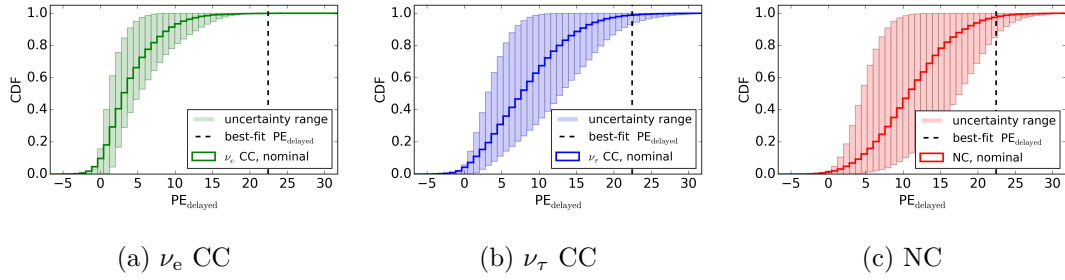 1.0
0.8
0.6
0.4
0.2
0.0
CDF
uncertainty range
best-fit PE_delayed
ν_e CC, nominal
−5 0 5 10 15 20 25 30
PE_delayed
(a) ν_e CC
1.0
0.8
0.6
0.4
0.2
0.0
CDF
uncertainty range
best-fit PE_delayed
ν_τ CC, nominal
−5 0 5 10 15 20 25 30
PE_delayed
(b) ν_τ CC
1.0
0.8
0.6
0.4
0.2
0.0
CDF
uncertainty range
best-fit PE_delayed
NC, nominal
−5 0 5 10 15 20 25 30
PE_delayed
(c) NC